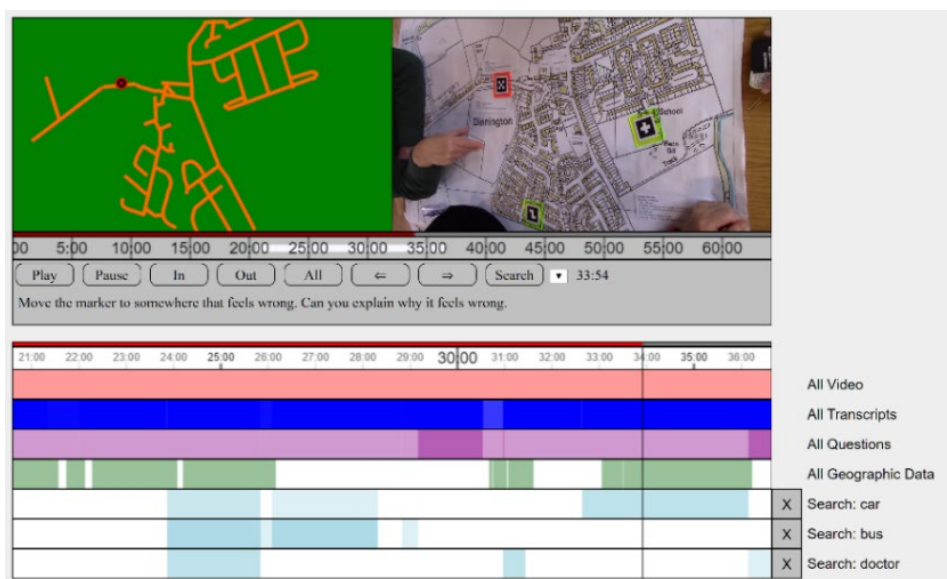 Dinnington
School
00 5:00 10:00 15:00 20:00 25:00 30:00 35:00 40:00 45:00 50:00 55:00 60:00
Play Pause In Out All ⇐ ⇒ Search ▾ 33:54
Move the marker to somewhere that feels wrong. Can you explain why it feels wrong.
21:00 22:00 23:00 24:00 25:00 26:00 27:00 28:00 29:00 30:00 31:00 32:00 33:00 34:00 35:00 36:00
All Video
All Transcripts
All Questions
All Geographic Data
X Search: car
X Search: bus
X Search: doctor